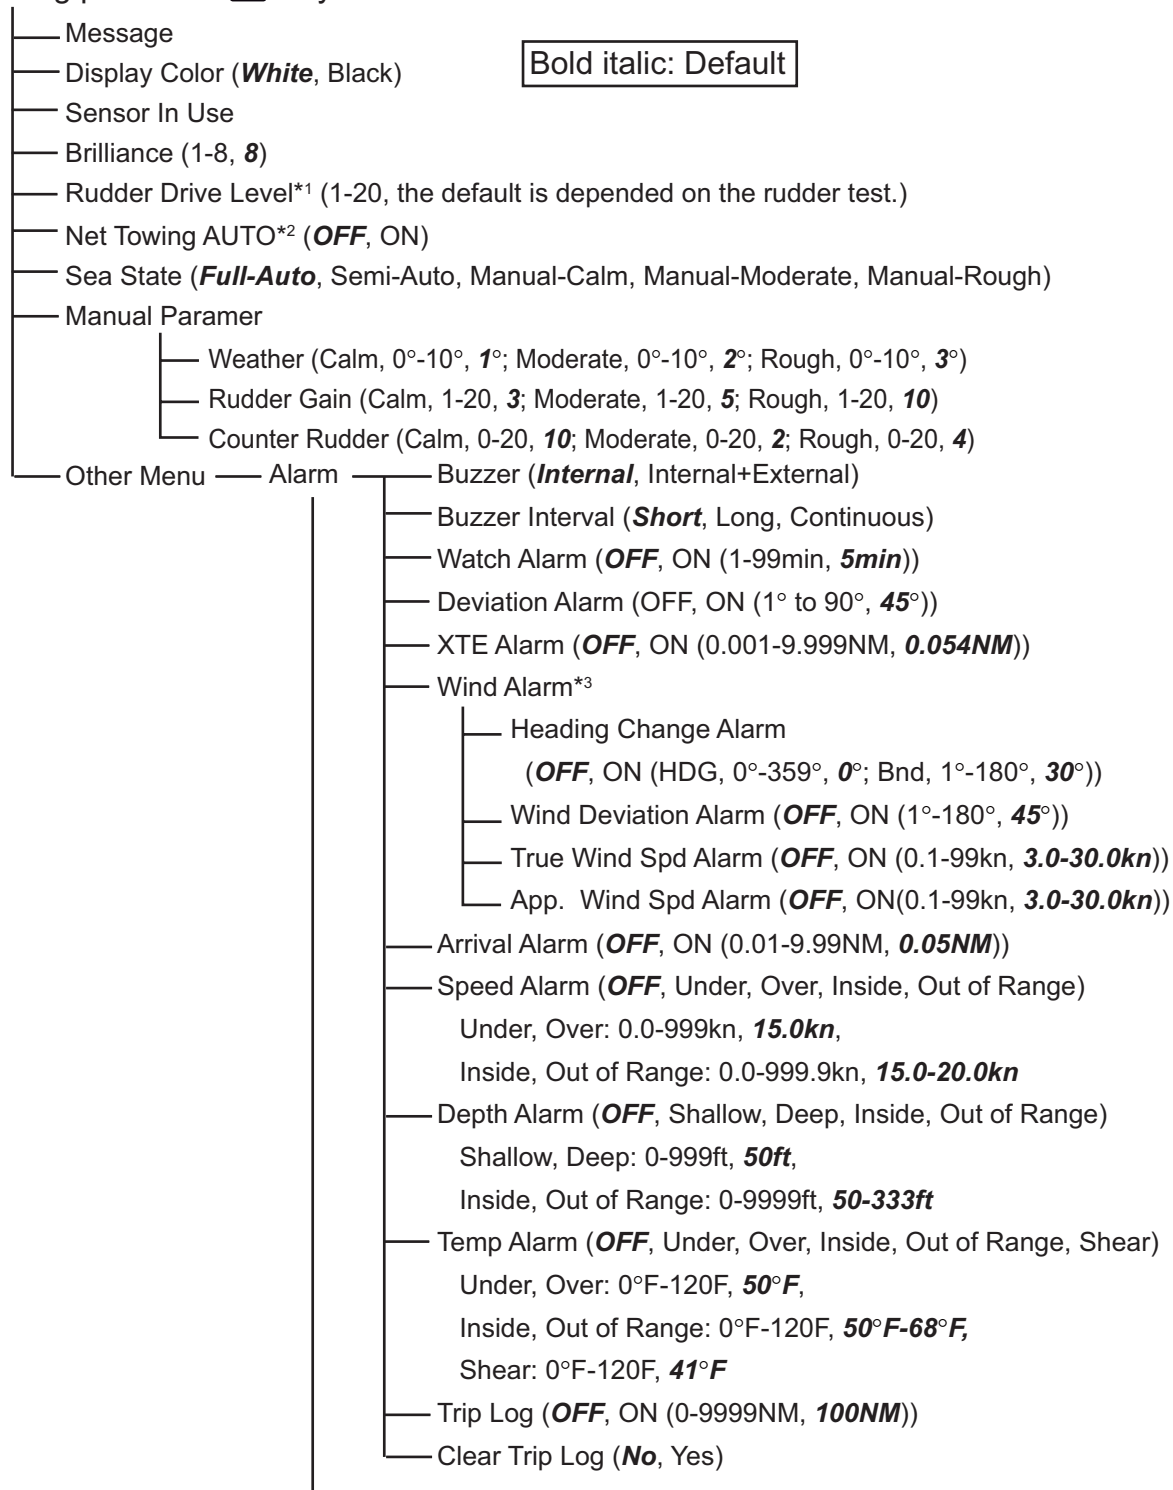 Message
Bold italic: Default
Display Color (White, Black)
Sensor In Use
Brilliance (1-8, 8)
Rudder Drive Level*1 (1-20, the default is depended on the rudder test.)
Net Towing AUTO*2 (OFF, ON)
Sea State (Full-Auto, Semi-Auto, Manual-Calm, Manual-Moderate, Manual-Rough)
Manual Paramer
Weather (Calm, 0°-10°, 1°; Moderate, 0°-10°, 2°; Rough, 0°-10°, 3°)
Rudder Gain (Calm, 1-20, 3; Moderate, 1-20, 5; Rough, 1-20, 10)
Counter Rudder (Calm, 0-20, 10; Moderate, 0-20, 2; Rough, 0-20, 4)
Other Menu Alarm Buzzer (Internal, Internal+External)
Buzzer Interval (Short, Long, Continuous)
Watch Alarm (OFF, ON (1-99min, 5min))
Deviation Alarm (OFF, ON (1° to 90°, 45°))
XTE Alarm (OFF, ON (0.001-9.999NM, 0.054NM))
Wind Alarm*3
Heading Change Alarm
(OFF, ON (HDG, 0°-359°, 0°; Bnd, 1°-180°, 30°))
Wind Deviation Alarm (OFF, ON (1°-180°, 45°))
True Wind Spd Alarm (OFF, ON (0.1-99kn, 3.0-30.0kn))
App. Wind Spd Alarm (OFF, ON(0.1-99kn, 3.0-30.0kn))
Arrival Alarm (OFF, ON (0.01-9.99NM, 0.05NM))
Speed Alarm (OFF, Under, Over, Inside, Out of Range)
Under, Over: 0.0-999kn, 15.0kn,
Inside, Out of Range: 0.0-999.9kn, 15.0-20.0kn
Depth Alarm (OFF, Shallow, Deep, Inside, Out of Range)
Shallow, Deep: 0-999ft, 50ft,
Inside, Out of Range: 0-9999ft, 50-333ft
Temp Alarm (OFF, Under, Over, Inside, Out of Range, Shear)
Under, Over: 0°F-120F, 50°F,
Inside, Out of Range: 0°F-120F, 50°F-68°F,
Shear: 0°F-120F, 41°F
Trip Log (OFF, ON (0-9999NM, 100NM))
Clear Trip Log (No, Yes)